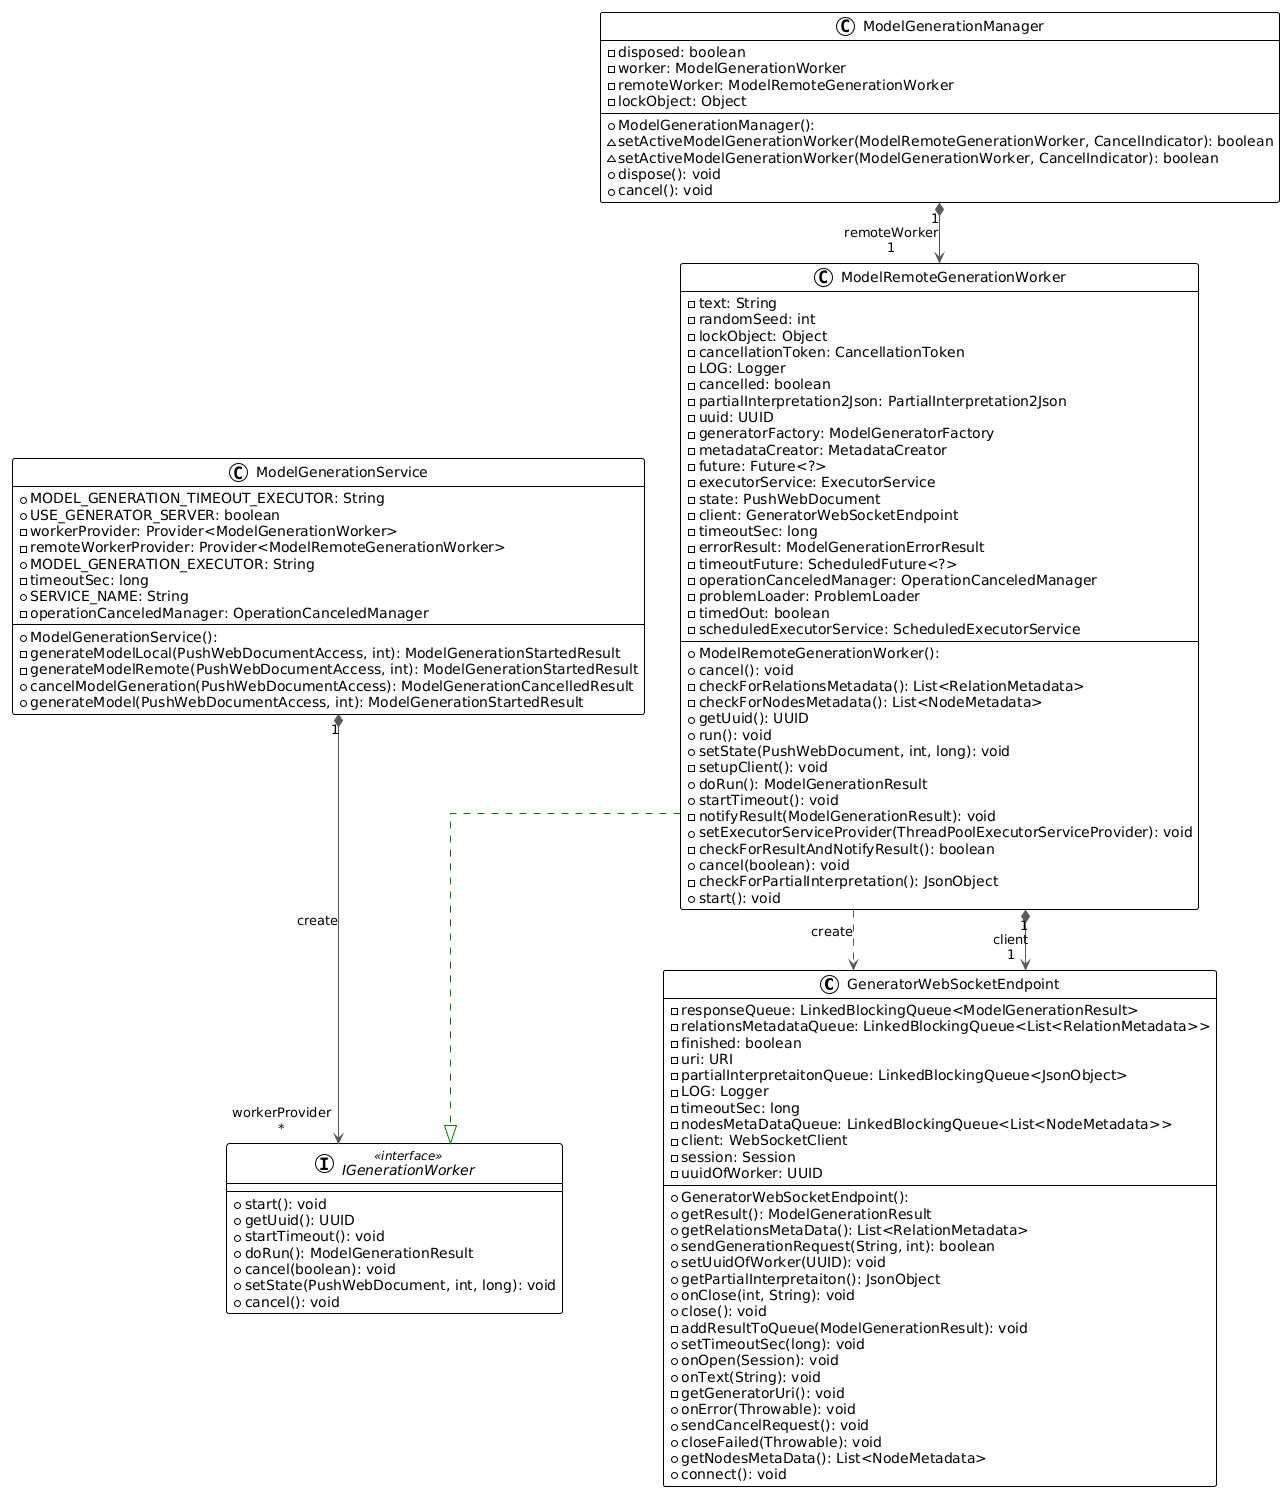 ModelGenerationManager
disposed: boolean
worker: ModelGenerationWorker
remoteWorker: ModelRemoteGenerationWorker
lockObject: Object
ModelGenerationManager():
setActiveModelGenerationWorker(ModelRemoteGenerationWorker, CancelIndicator): boolean
setActiveModelGenerationWorker(ModelGenerationWorker, CancelIndicator): boolean
dispose(): void
cancel(): void
1
remoteWorker
1
ModelRemoteGenerationWorker
text: String
randomSeed: int
lockObject: Object
cancellationToken: CancellationToken
LOG: Logger
cancelled: boolean
partialInterpretation2Json: PartialInterpretation2Json
uuid: UUID
generatorFactory: ModelGeneratorFactory
metadataCreator: MetadataCreator
future: Future<?>
executorService: ExecutorService
state: PushWebDocument
client: GeneratorWebSocketEndpoint
timeoutSec: long
errorResult: ModelGenerationErrorResult
timeoutFuture: ScheduledFuture<?>
operationCanceledManager: OperationCanceledManager
problemLoader: ProblemLoader
timedOut: boolean
scheduledExecutorService: ScheduledExecutorService
ModelRemoteGenerationWorker():
cancel(): void
checkForRelationsMetadata(): List<RelationMetadata>
checkForNodesMetadata(): List<NodeMetadata>
getUuid(): UUID
run(): void
setState(PushWebDocument, int, long): void
setupClient(): void
doRun(): ModelGenerationResult
startTimeout(): void
notifyResult(ModelGenerationResult): void
setExecutorServiceProvider(ThreadPoolExecutorServiceProvider): void
checkForResultAndNotifyResult(): boolean
cancel(boolean): void
checkForPartialInterpretation(): JsonObject
start(): void
ModelGenerationService
MODEL_GENERATION_TIMEOUT_EXECUTOR: String
USE_GENERATOR_SERVER: boolean
workerProvider: Provider<ModelGenerationWorker>
remoteWorkerProvider: Provider<ModelRemoteGenerationWorker>
MODEL_GENERATION_EXECUTOR: String
timeoutSec: long
SERVICE_NAME: String
operationCanceledManager: OperationCanceledManager
ModelGenerationService():
generateModelLocal(PushWebDocumentAccess, int): ModelGenerationStartedResult
generateModelRemote(PushWebDocumentAccess, int): ModelGenerationStartedResult
cancelModelGeneration(PushWebDocumentAccess): ModelGenerationCancelledResult
generateModel(PushWebDocumentAccess, int): ModelGenerationStartedResult
1
create
workerProvider
*
create
1
client
1
GeneratorWebSocketEndpoint
responseQueue: LinkedBlockingQueue<ModelGenerationResult>
relationsMetadataQueue: LinkedBlockingQueue<List<RelationMetadata>>
finished: boolean
uri: URI
partialInterpretaitonQueue: LinkedBlockingQueue<JsonObject>
LOG: Logger
timeoutSec: long
nodesMetaDataQueue: LinkedBlockingQueue<List<NodeMetadata>>
client: WebSocketClient
session: Session
uuidOfWorker: UUID
GeneratorWebSocketEndpoint():
getResult(): ModelGenerationResult
getRelationsMetaData(): List<RelationMetadata>
sendGenerationRequest(String, int): boolean
setUuidOfWorker(UUID): void
getPartialInterpretaiton(): JsonObject
onClose(int, String): void
close(): void
addResultToQueue(ModelGenerationResult): void
setTimeoutSec(long): void
onOpen(Session): void
onText(String): void
getGeneratorUri(): void
onError(Throwable): void
sendCancelRequest(): void
closeFailed(Throwable): void
getNodesMetaData(): List<NodeMetadata>
connect(): void
«interface»
IGenerationWorker
start(): void
getUuid(): UUID
startTimeout(): void
doRun(): ModelGenerationResult
cancel(boolean): void
setState(PushWebDocument, int, long): void
cancel(): void